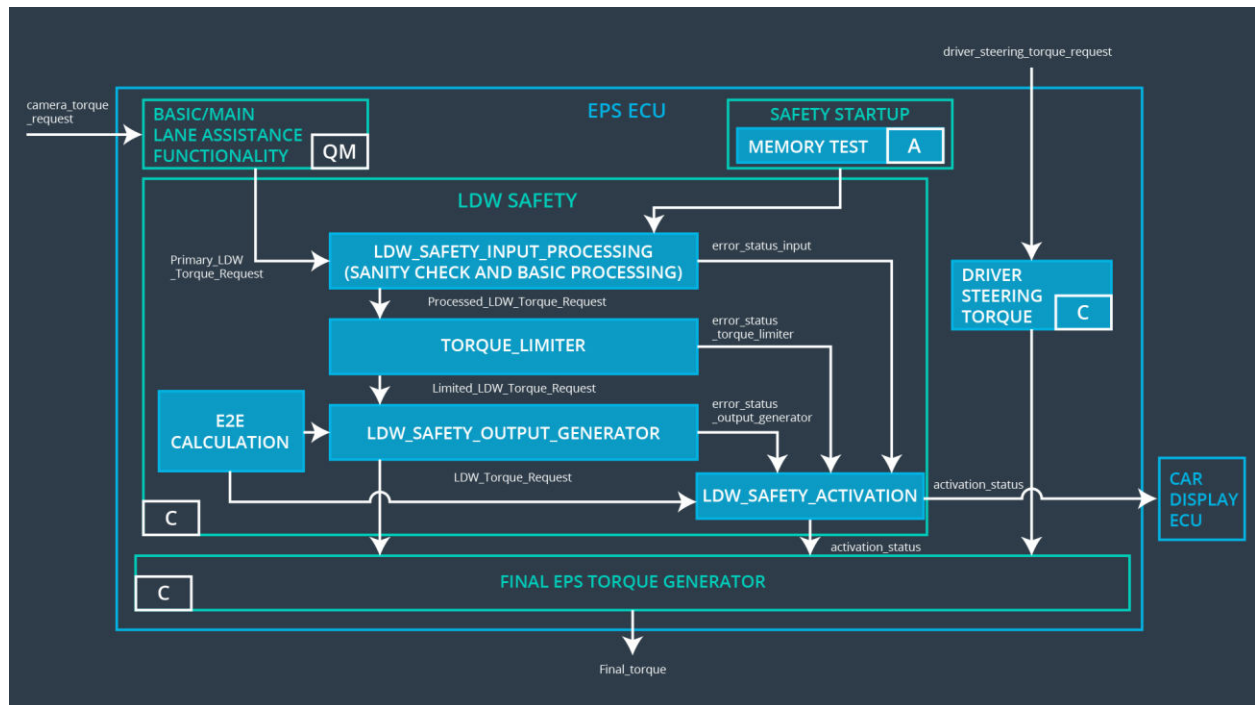 driver_steering_torque_request
camera_torque
_request
BASIC/MAIN
LANE ASSISTANCE
FUNCTIONALITY
QM
EPS ECU
SAFETY STARTUP
MEMORY TEST
A
LDW SAFETY
Primary_LDW
_Torque_Request
LDW_SAFETY_INPUT_PROCESSING
(SANITY CHECK AND BASIC PROCESSING)
error_status_input
DRIVER
STEERING
TORQUE
C
Processed_LDW_Torque_Request
TORQUE_LIMITER
error_status
_torque_limiter
Limited_LDW_Torque_Request
E2E
CALCULATION
LDW_SAFETY_OUTPUT_GENERATOR
error_status
_output_generator
LDW_Torque_Request
LDW_SAFETY_ACTIVATION
activation_status
CAR
DISPLAY
ECU
C
activation_status
FINAL EPS TORQUE GENERATOR
C
Final_torque